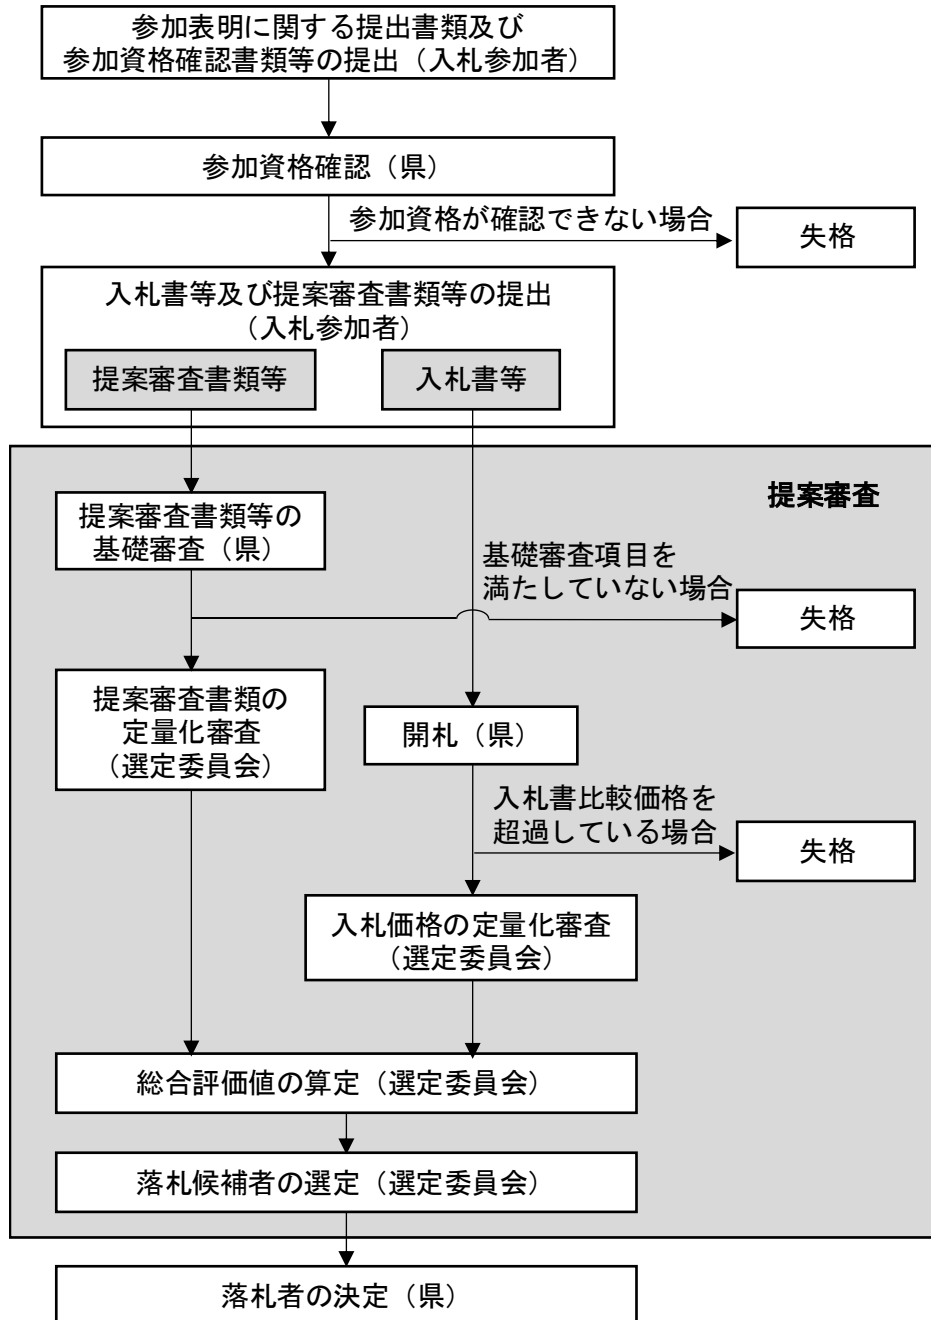 参加表明に関する提出書類及び
参加資格確認書類等の提出（入札参加者）
参加資格確認（県）
参加資格が確認できない場合
失格
入札書等及び提案審査書類等の提出
（入札参加者）
提案審査書類等
入札書等
提案審査
提案審査書類等の
基礎審査（県）
基礎審査項目を
満たしていない場合
失格
提案審査書類の
定量化審査
（選定委員会）
開札（県）
入札書比較価格を
超過している場合
失格
入札価格の定量化審査
（選定委員会）
総合評価値の算定（選定委員会）
落札候補者の選定（選定委員会）
落札者の決定（県）